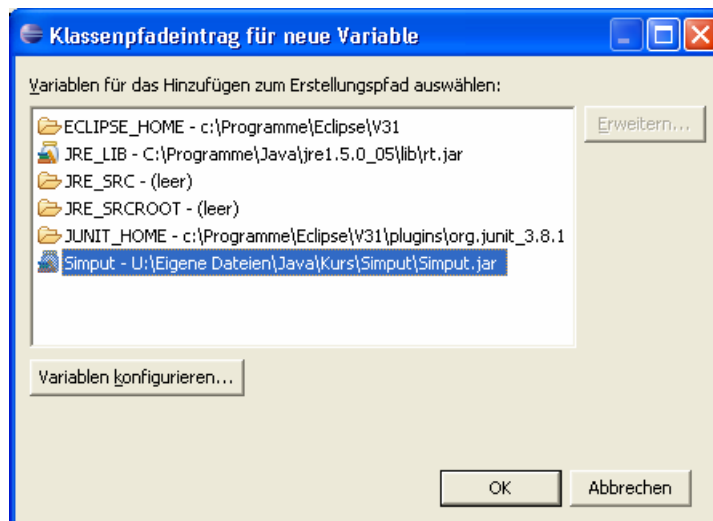 Klassenpfadeintrag für neue Variable
Variablen für das Hinzufügen zum Erstellungspfad auswählen:
ECLIPSE_HOME - c:\Programme\Eclipse\V31
Erweitern...
JRE_LIB - C:\Programme\Java\jre1.5.0_05\lib\rt.jar
JRE_SRC - (leer)
JRE_SRCROOT - (leer)
JUNIT_HOME - c:\Programme\Eclipse\V31\plugins\org.junit_3.8.1
Simput - U:\Eigene Dateien\Java\Kurs\Simput\Simput.jar
Variablen konfigurieren...
OK
Abbrechen